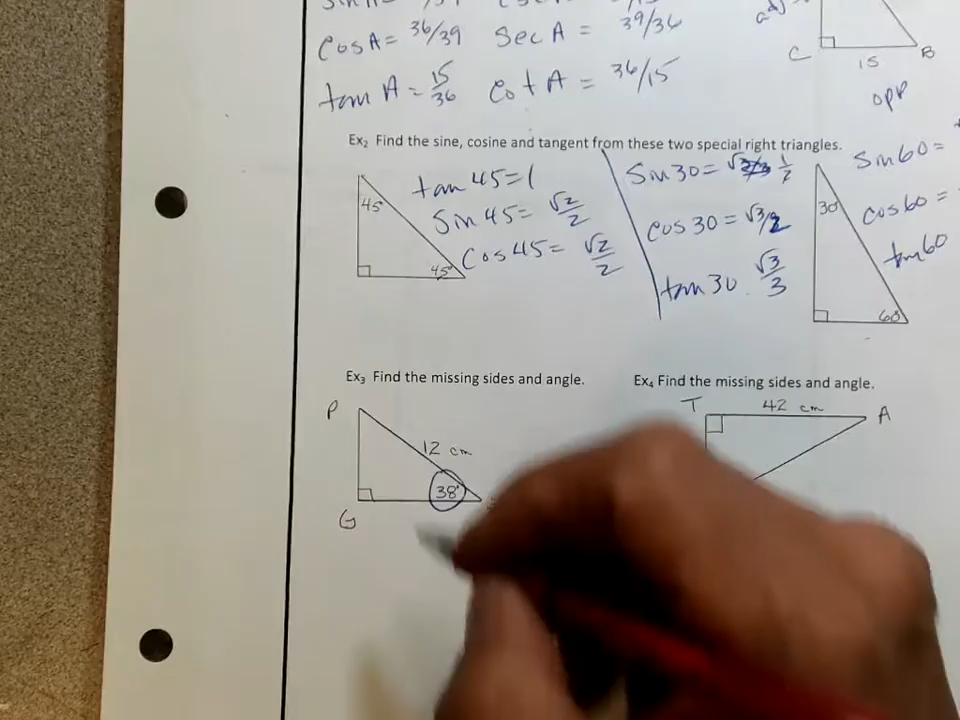 cos A = 36/39 sec A = 39/36
tan A = 15/36 cot A = 36/15
adj
C 15 B
opp
Ex2 Find the sine, cosine and tangent from these two special right triangles.
45° 45°
tan 45 = 1
sin 45 = √2/2
cos 45 = √2/2
sin 30 = 1/2
cos 30 = √3/2
tan 30 √3/3
30 60°
sin 60 =
cos 60 =
tan 60
Ex3 Find the missing sides and angle.
P 12 cm
38°
G
Ex4 Find the missing sides and angle.
T 42 cm A